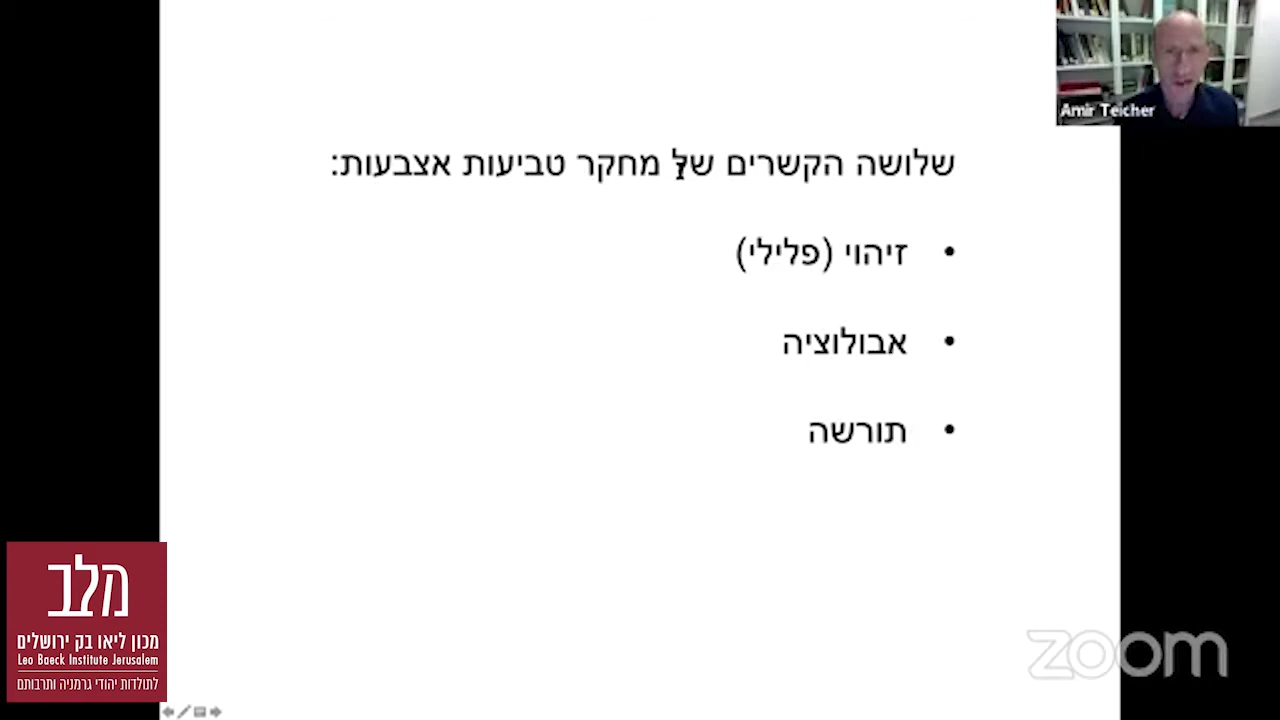 Amir Teicher
שלושה הקשרים של מחקר טביעות אצבעות:
• זיהוי (פלילי)
• אבולוציה
• תורשה
מלב
מכון ליאו בק ירושלים
Leo Baeck Institute Jerusalem
לתולדות יהודי גרמניה ותרבותם
zoom